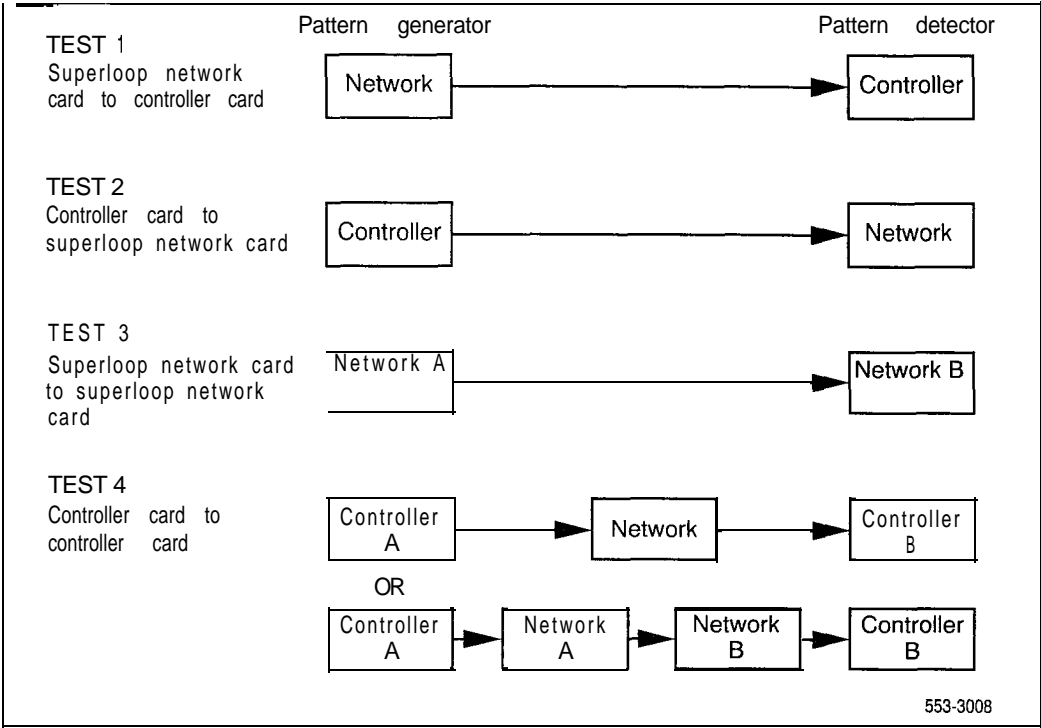 Pattern generator
Pattern detector
TEST 1
Superloop network
card to controller card
Network
Controller
TEST 2
Controller card to
superloop network card
Controller
Network
TEST 3
Superloop network card
to superloop network
card
Network A
Network B
TEST 4
Controller card to
controller card
Controller
A
Network
Controller
B
OR
Controller
A
Network
A
Network
B
Controller
B
553-3008